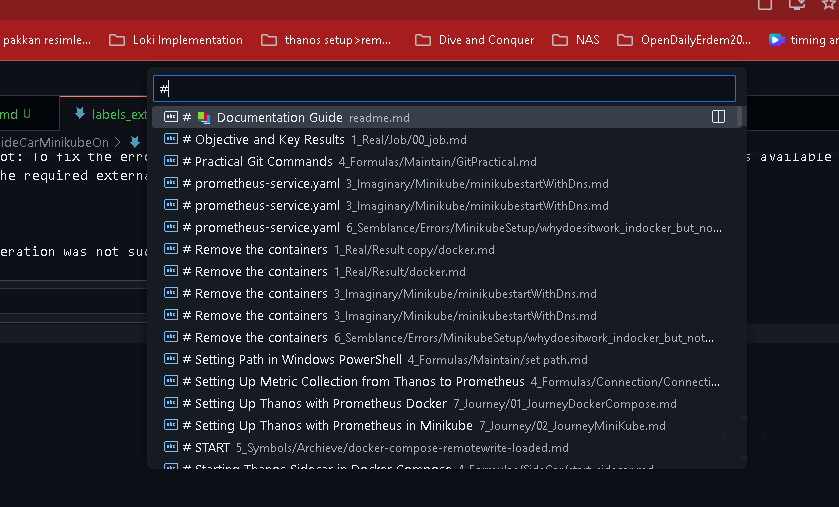 pakkan resimle... Loki Implementation thanos setup>rem... Dive and Conquer NAS OpenDailyErdem20... timing ar
#
md U labels_ext
# Documentation Guide readme.md
# Objective and Key Results 1_Real/Job/00_job.md
ideCarMinikubeOn >
ot: To fix the erro s available
# Practical Git Commands 4_Formulas/Maintain/GitPractical.md
he required externa
# prometheus-service.yaml 3_Imaginary/Minikube/minikubestartWithDns.md
# prometheus-service.yaml 3_Imaginary/Minikube/minikubestartWithDns.md
# prometheus-service.yaml 6_Semblance/Errors/MinikubeSetup/whydoesitwork_indocker_but_no...
eration was not suc
# Remove the containers 1_Real/Result copy/docker.md
# Remove the containers 1_Real/Result/docker.md
# Remove the containers 3_Imaginary/Minikube/minikubestartWithDns.md
# Remove the containers 3_Imaginary/Minikube/minikubestartWithDns.md
# Remove the containers 6_Semblance/Errors/MinikubeSetup/whydoesitwork_indocker_but_not...
# Setting Path in Windows PowerShell 4_Formulas/Maintain/set path.md
# Setting Up Metric Collection from Thanos to Prometheus 4_Formulas/Connection/Connecti...
# Setting Up Thanos with Prometheus Docker 7_Journey/01_JourneyDockerCompose.md
# Setting Up Thanos with Prometheus in Minikube 7_Journey/02_JourneyMiniKube.md
# START 5_Symbols/Archieve/docker-compose-remotewrite-loaded.md
# Starting Thanos Sidecar in Docker Compose 4_Formulas/SideCar/start_sidecar.md